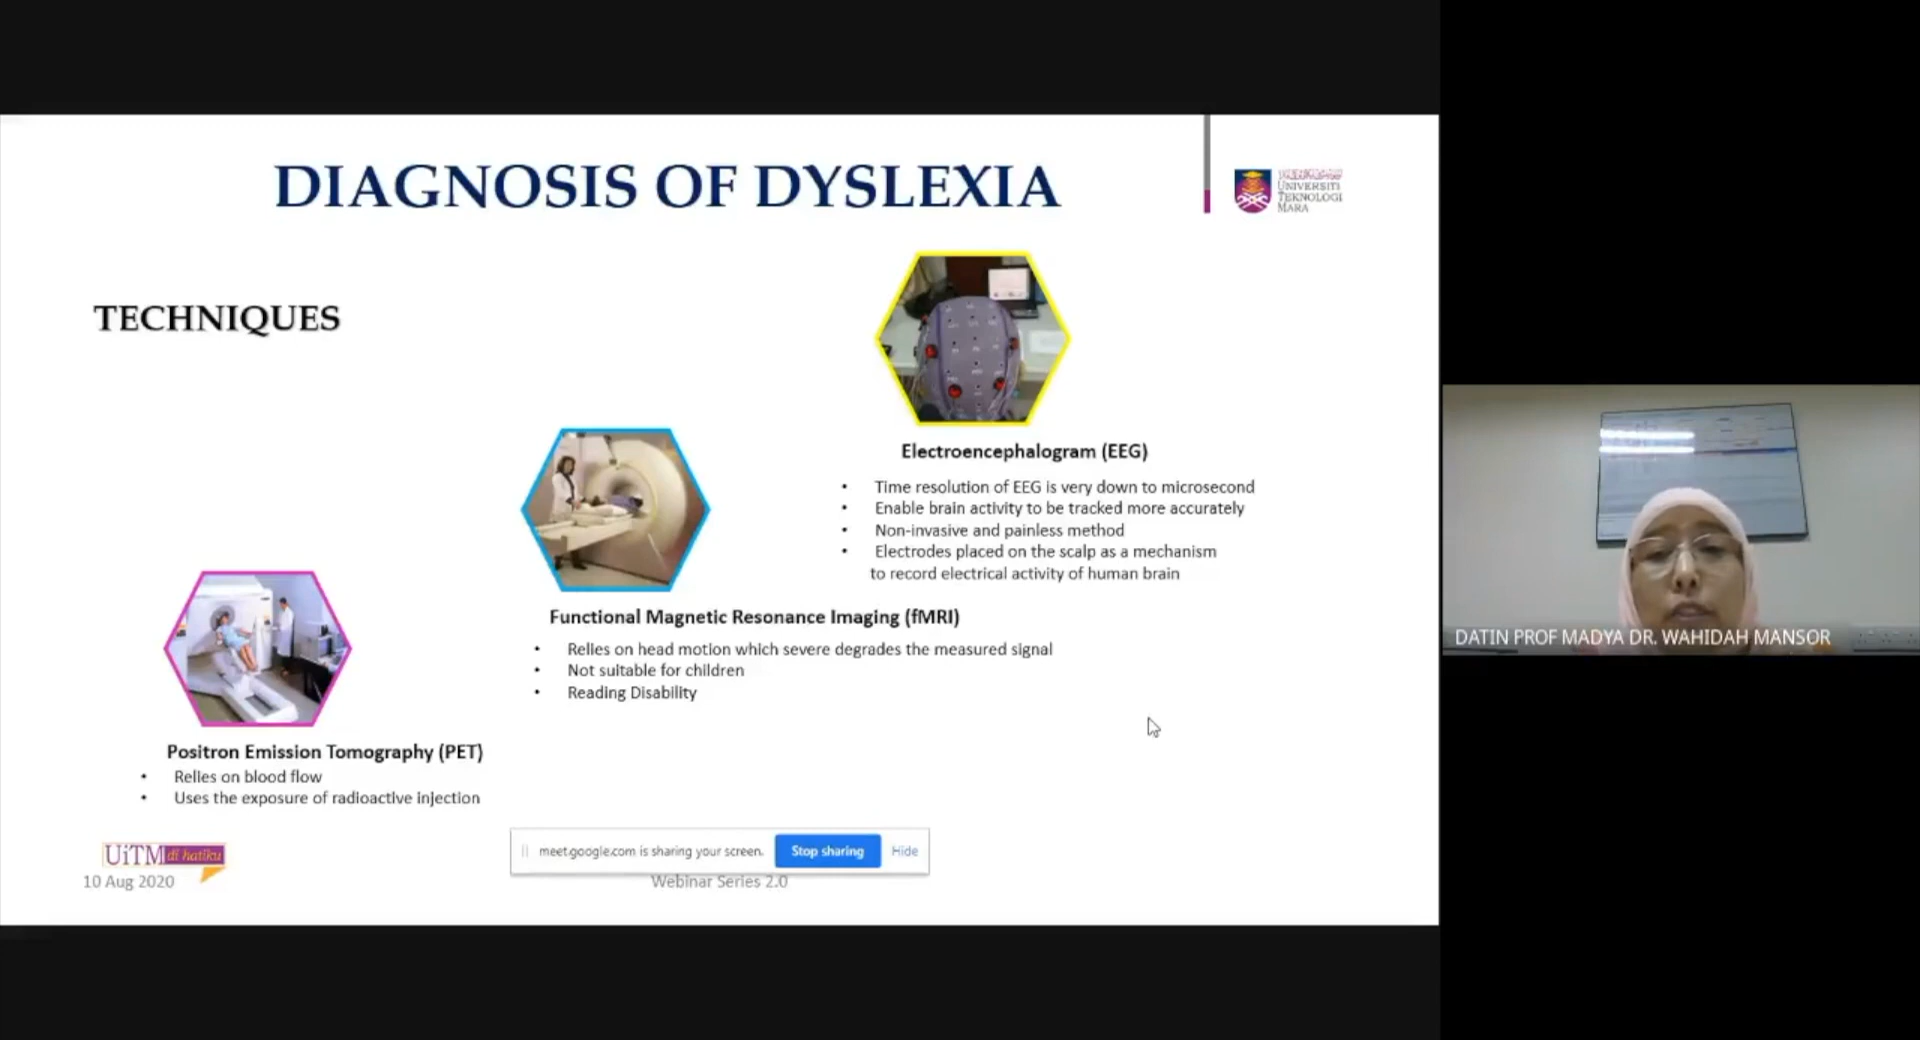 DIAGNOSIS OF DYSLEXIA
UNIVERSITI
TEKNOLOGI
MARA
TECHNIQUES
Electroencephalogram (EEG)
• Time resolution of EEG is very down to microsecond
• Enable brain activity to be tracked more accurately
• Non-invasive and painless method
• Electrodes placed on the scalp as a mechanism
to record electrical activity of human brain
Functional Magnetic Resonance Imaging (fMRI)
• Relies on head motion which severe degrades the measured signal
• Not suitable for children
• Reading Disability
Positron Emission Tomography (PET)
• Relies on blood flow
• Uses the exposure of radioactive injection
UiTM di hatiku
10 Aug 2020
meet.google.com is sharing your screen.
Stop sharing
Hide
Webinar Series 2.0
DATIN PROF MADYA DR. WAHIDAH MANSOR